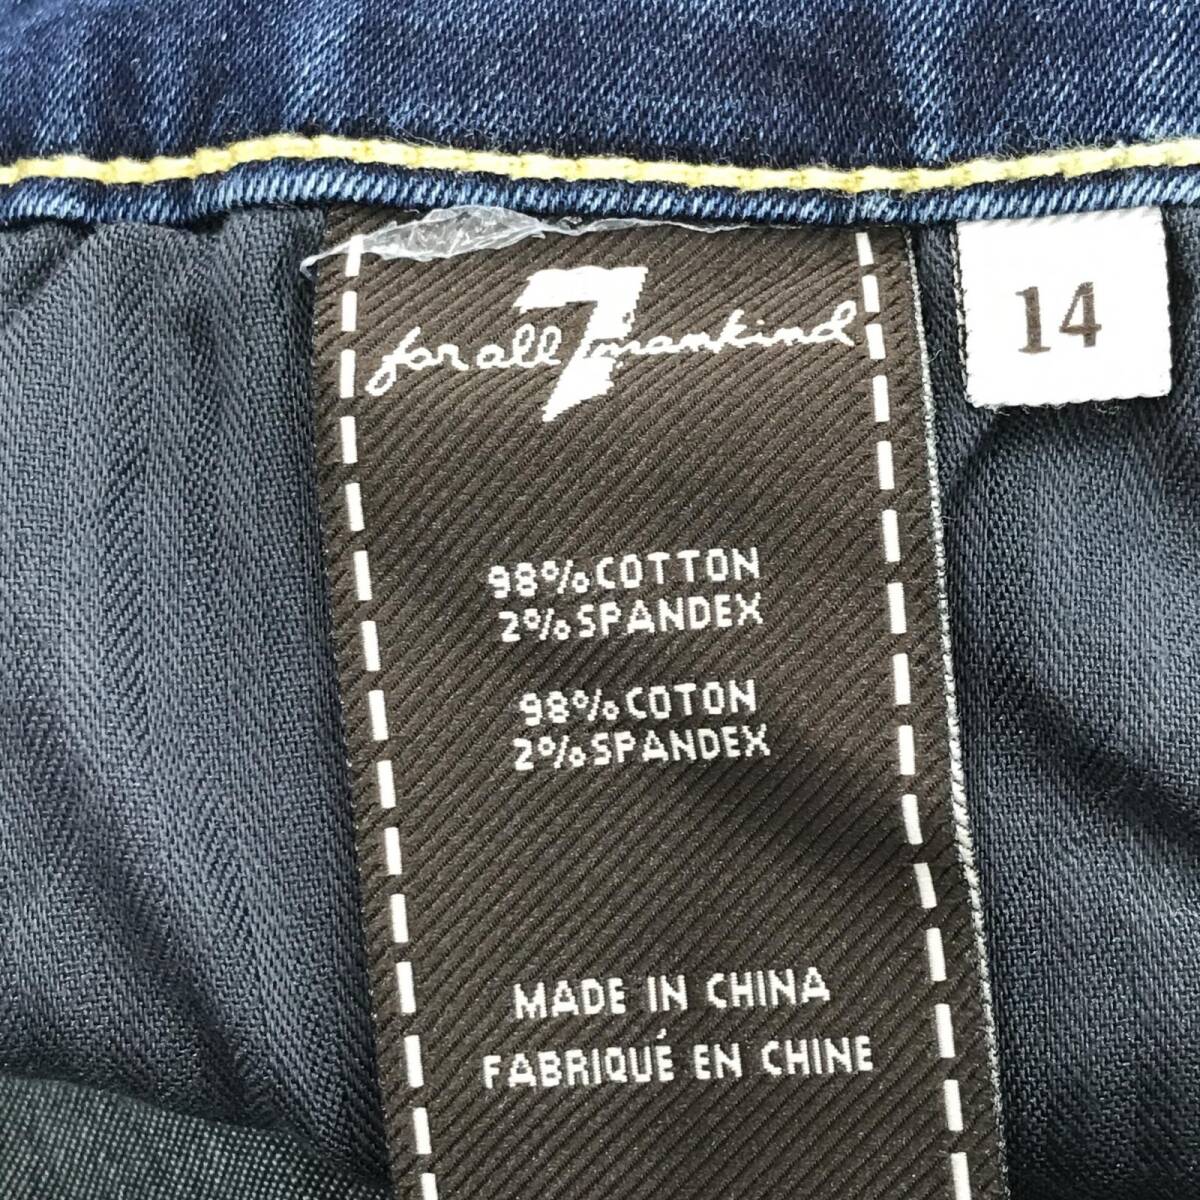 7
for all mankind
14
98% COTTON
2% SPANDEX
98% COTON
2% SPANDEX
MADE IN CHINA
FABRIQUÉ EN CHINE